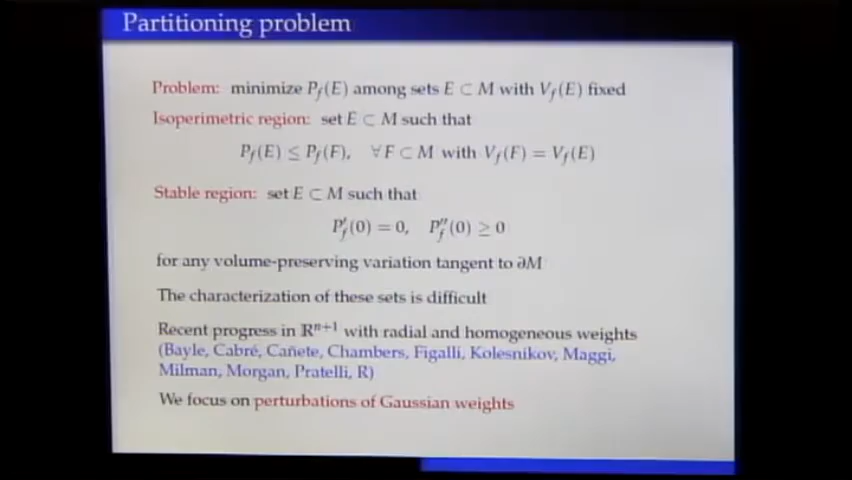 Partitioning problem
Problem: minimize P_f(E) among sets E ⊂ M with V_f(E) fixed
Isoperimetric region: set E ⊂ M such that
P_f(E) ≤ P_f(F), ∀F ⊂ M with V_f(F) = V_f(E)
Stable region: set E ⊂ M such that
P′_f(0) = 0, P″_f(0) ≥ 0
for any volume-preserving variation tangent to ∂M
The characterization of these sets is difficult
Recent progress in ℝⁿ⁺¹ with radial and homogeneous weights
(Bayle, Cabré, Cañete, Chambers, Figalli, Kolesnikov, Maggi,
Milman, Morgan, Pratelli, R)
We focus on perturbations of Gaussian weights